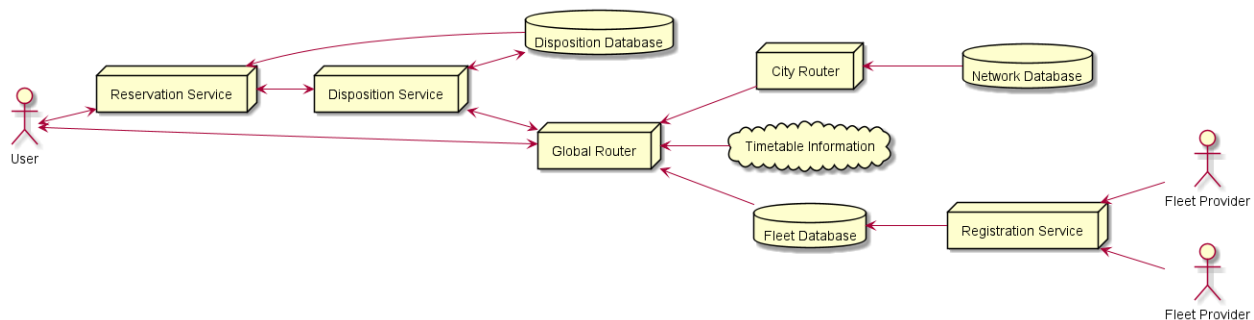 Disposition Database
City Router
Network Database
Reservation Service
Disposition Service
User
Global Router
Timetable Information
Fleet Provider
Fleet Database
Registration Service
Fleet Provider